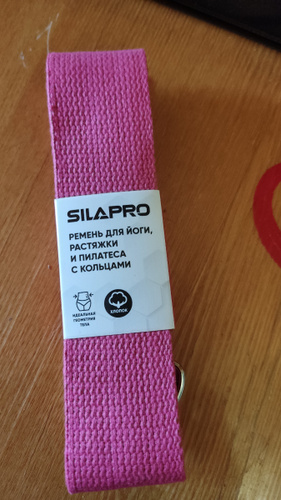 SILAPRO
РЕМЕНЬ ДЛЯ ЙОГИ,
РАСТЯЖКИ
И ПИЛАТЕСА
С КОЛЬЦАМИ
ИДЕАЛЬНАЯ
ГЕОМЕТРИЯ
ТЕЛА
ХЛОПОК